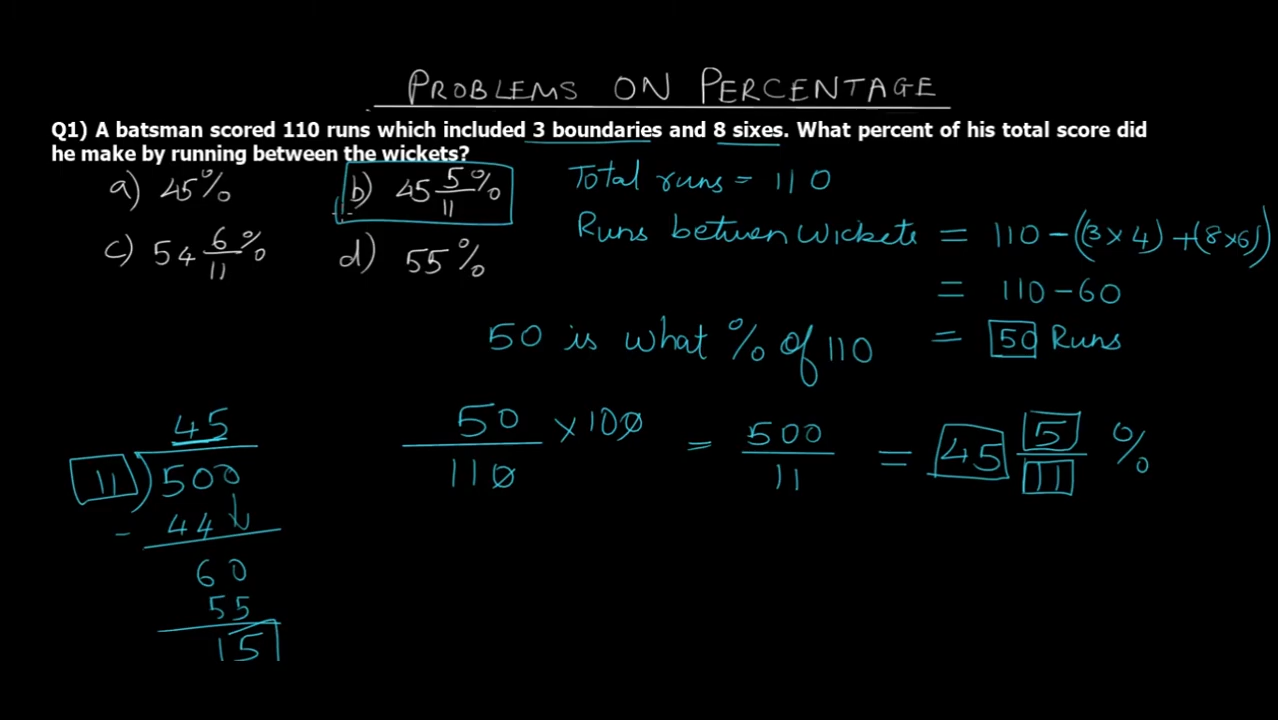 PROBLEMS ON PERCENTAGE
Q1) A batsman scored 110 runs which included 3 boundaries and 8 sixes. What percent of his total score did
he make by running between the wickets?
a) 45% b) 45 5/11 %
c) 54 6/11 % d) 55%
Total runs = 110
Runs between Wickets = 110 - (3 x 4) + (8 x 6)
= 110 - 60
= 50 Runs
50 is what % of 110
50/110 x 100 = 500/11 = 45 5/11 %
45
11) 500
- 44
60
55
15